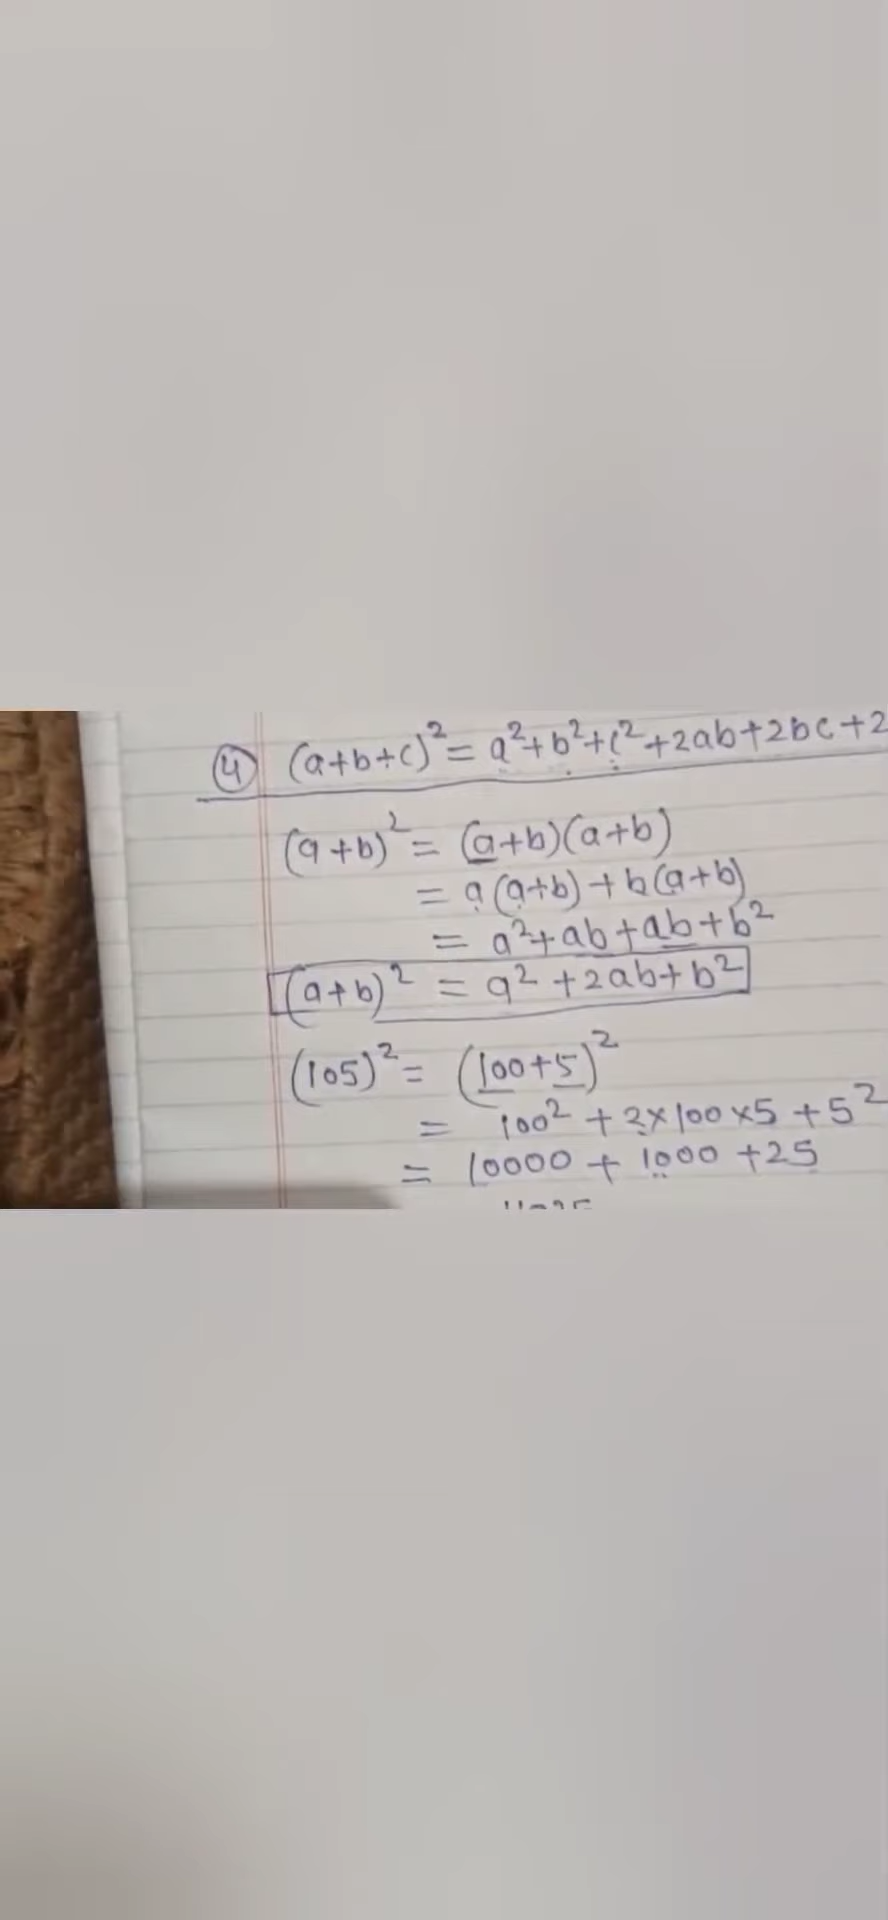 ④ (a+b+c)² = a²+b²+c²+2ab+2bc+2
(a+b)² = (a+b)(a+b)
= a(a+b)+b(a+b)
= a²+ab+ab+b²
(a+b)² = a²+2ab+b²
(105)² = (100+5)²
= 100² + 2×100×5 + 5²
= 10000 + 1000 + 25